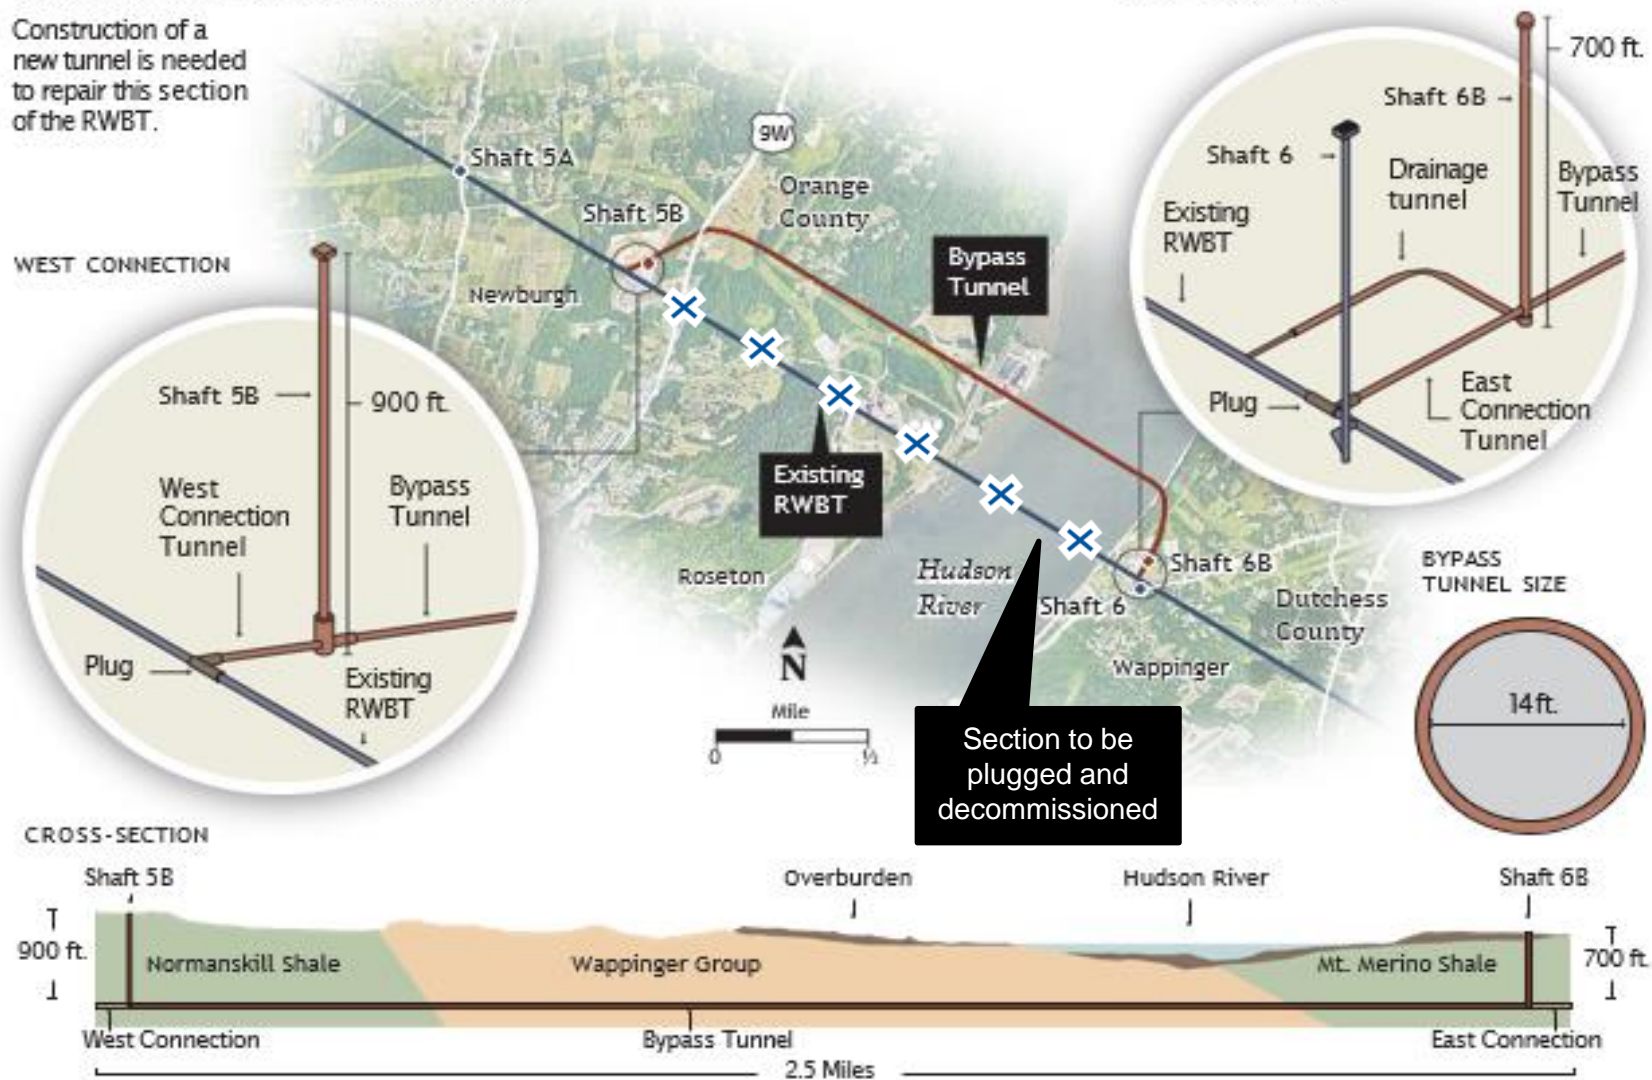 Construction of a
new tunnel is needed
to repair this section
of the RWBT.
WEST CONNECTION
Shaft 5B
900 ft.
West
Connection
Tunnel
Bypass
Tunnel
Plug
Existing
RWBT
Shaft 5A
Shaft 5B
9W
Orange
County
Newburgh
Bypass
Tunnel
Existing
RWBT
Roseton
Hudson
River
Shaft 6B
Shaft 6
Dutchess
County
Wappinger
N
Mile
0
½
Section to be
plugged and
decommissioned
700 ft.
Shaft 6B
Shaft 6
Drainage
tunnel
Bypass
Tunnel
Existing
RWBT
Plug
East
Connection
Tunnel
BYPASS
TUNNEL SIZE
14ft.
CROSS-SECTION
Shaft 5B
Overburden
Hudson River
Shaft 6B
900 ft.
Normanskill Shale
Wappinger Group
Mt. Merino Shale
700 ft.
West Connection
Bypass Tunnel
East Connection
2.5 Miles